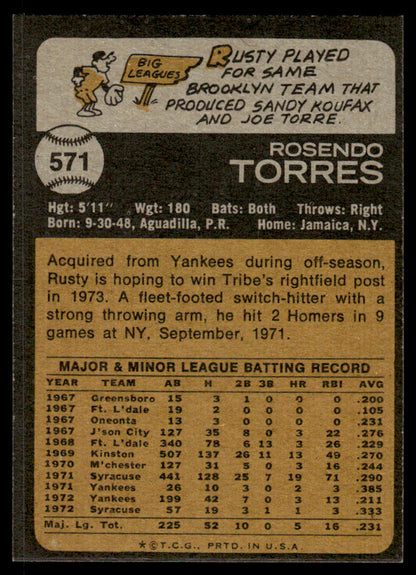 BIG
LEAGUES
RUSTY PLAYED
FOR SAME
BROOKLYN TEAM THAT
PRODUCED SANDY KOUFAX
AND JOE TORRE.
571
ROSENDO
TORRES
Hgt: 5'11" Wgt: 180 Bats: Both Throws: Right
Born: 9-30-48, Aguadilla, P.R. Home: Jamaica, N.Y.
Acquired from Yankees during off-season,
Rusty is hoping to win Tribe's rightfield post
in 1973. A fleet-footed switch-hitter with a
strong throwing arm, he hit 2 Homers in 9
games at NY, September, 1971.
MAJOR & MINOR LEAGUE BATTING RECORD
YEAR TEAM AB H 2B 3B HR RBI AVG
1967 Greensboro 15 3 1 0 0 0 .200
1967 Ft. L'dale 19 2 0 0 0 0 .105
1967 Oneonta 13 3 0 0 0 0 .231
1967 J'son City 127 35 8 0 3 22 .276
1968 Ft. L'dale 340 78 6 13 3 26 .229
1969 Kinston 507 137 26 11 13 49 .270
1970 M'chester 127 31 5 0 3 16 .244
1971 Syracuse 441 128 25 7 19 71 .290
1971 Yankees 26 10 3 0 2 3 .385
1972 Yankees 199 42 7 0 3 13 .211
1972 Syracuse 57 19 3 1 1 3 .333
Maj. Lg. Tot. 225 52 10 0 5 16 .231
*©T.C.G., PRTD. IN U.S.A.